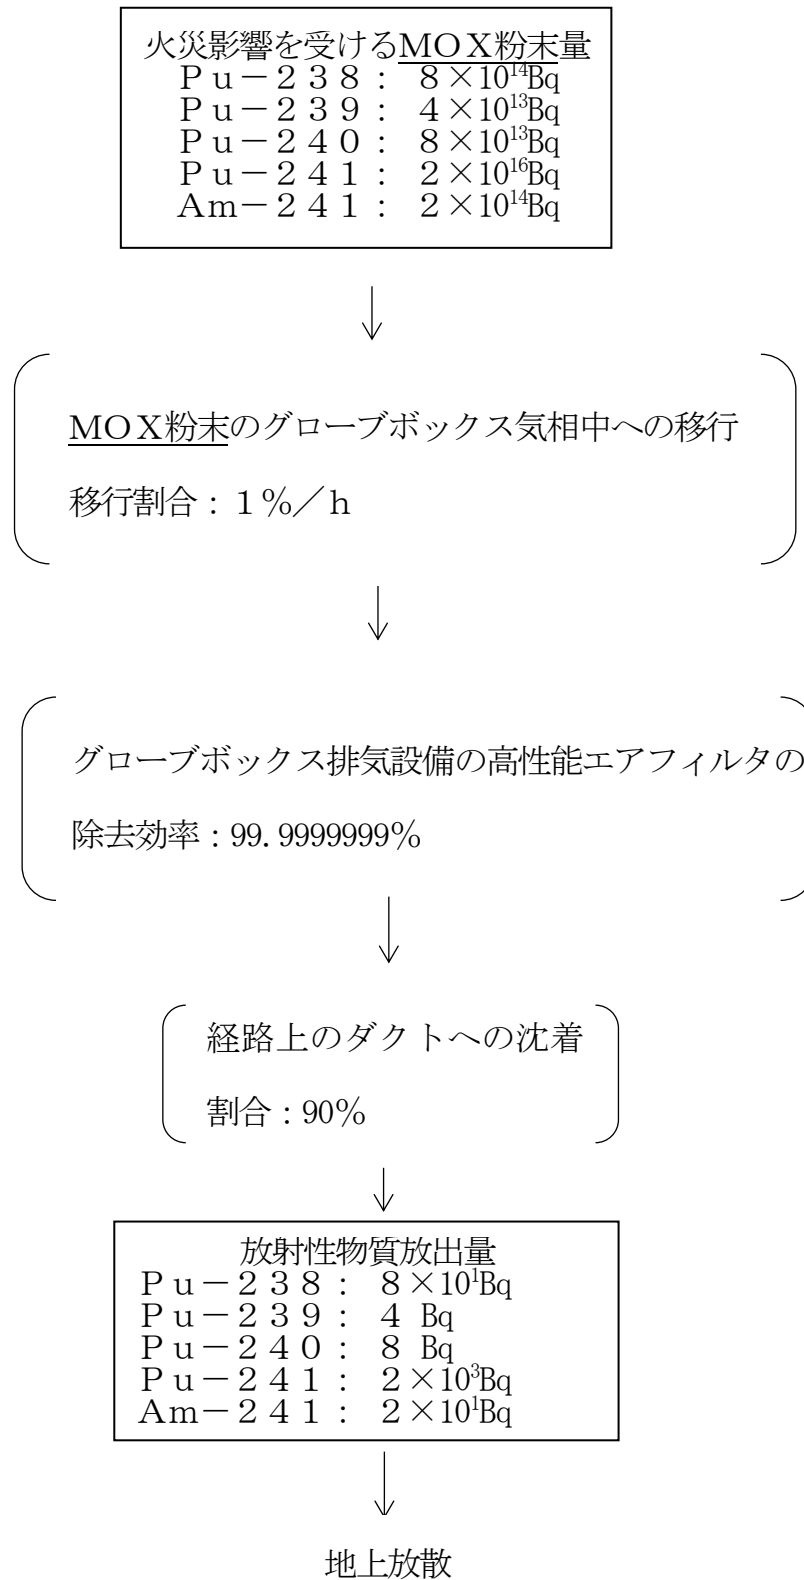 火災影響を受けるMOX粉末量
Pu-238: 8×10¹⁴Bq
Pu-239: 4×10¹³Bq
Pu-240: 8×10¹³Bq
Pu-241: 2×10¹⁶Bq
Am-241: 2×10¹⁴Bq
MOX粉末のグローブボックス気相中への移行
移行割合:1%/h
グローブボックス排気設備の高性能エアフィルタの
除去効率:99.9999999%
経路上のダクトへの沈着
割合:90%
放射性物質放出量
Pu-238: 8×10¹Bq
Pu-239: 4 Bq
Pu-240: 8 Bq
Pu-241: 2×10³Bq
Am-241: 2×10¹Bq
地上放散